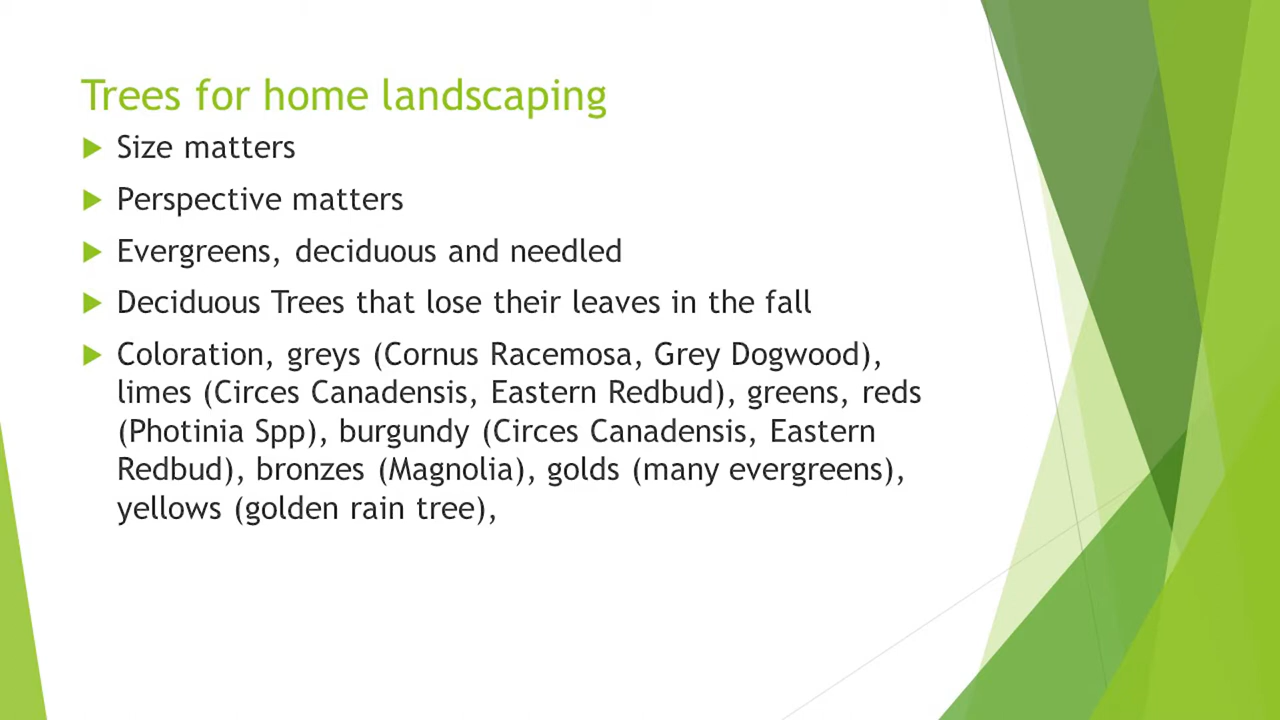 Trees for home landscaping
Size matters
Perspective matters
Evergreens, deciduous and needled
Deciduous Trees that lose their leaves in the fall
Coloration, greys (Cornus Racemosa, Grey Dogwood),
limes (Circes Canadensis, Eastern Redbud), greens, reds
(Photinia Spp), burgundy (Circes Canadensis, Eastern
Redbud), bronzes (Magnolia), golds (many evergreens),
yellows (golden rain tree),